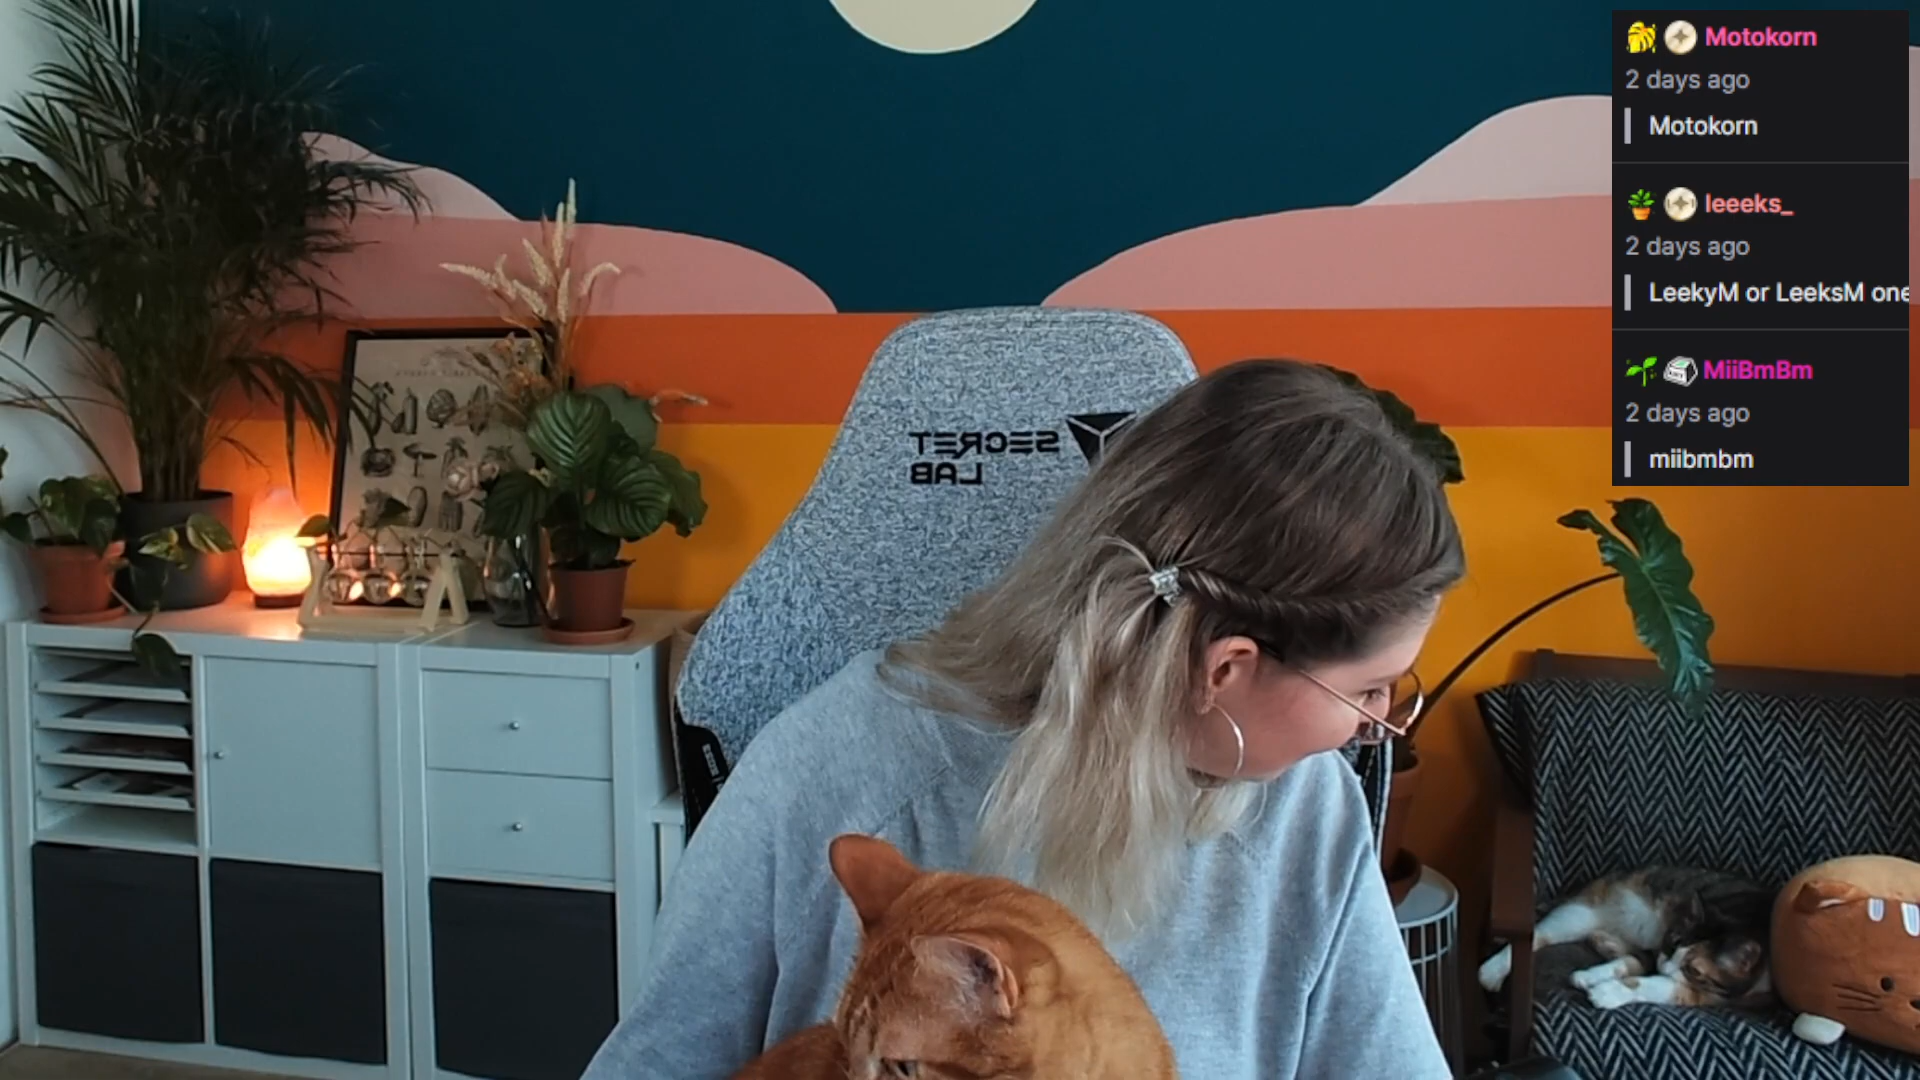 SECRET
LAB
Motokorn
2 days ago
Motokorn
leeeks_
2 days ago
LeekyM or LeeksM one
MiiBmBm
2 days ago
miibmbm